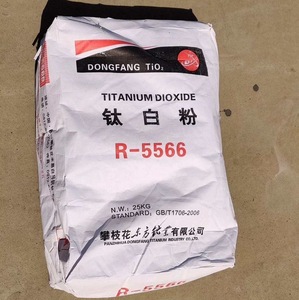 DONGFANG TiO₂
TITANIUM DIOXIDE
钛白粉
R-5566
N.W.: 25KG
STANDARD: GB/T1706-2006
攀枝花东方钛业有限公司
PANZHIHUA DONGFANG TITANIUM INDUSTRY CO.,LTD
R-5566